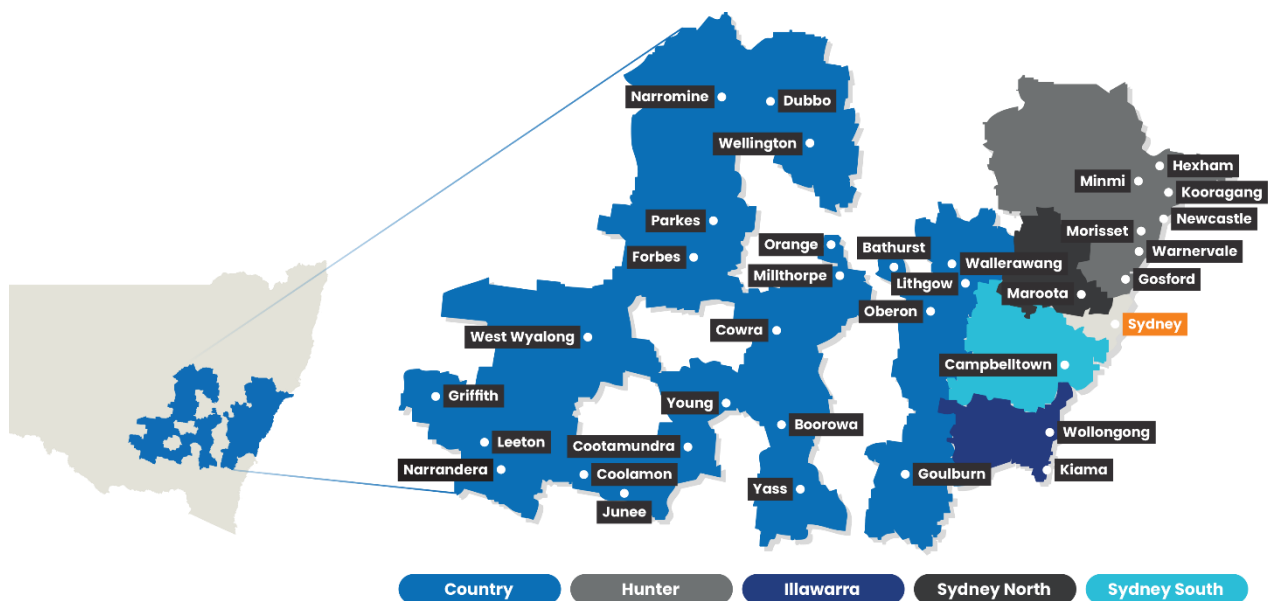 Narromine
Dubbo
Wellington
Hexham
Minmi
Kooragang
Newcastle
Parkes
Morisset
Orange
Bathurst
Warnervale
Forbes
Wallerawang
Millthorpe
Gosford
Lithgow
Maroota
Oberon
Sydney
West Wyalong
Cowra
Campbelltown
Griffith
Young
Boorowa
Wollongong
Leeton
Cootamundra
Narrandera
Coolamon
Goulburn
Kiama
Yass
Junee
Country
Hunter
Illawarra
Sydney North
Sydney South